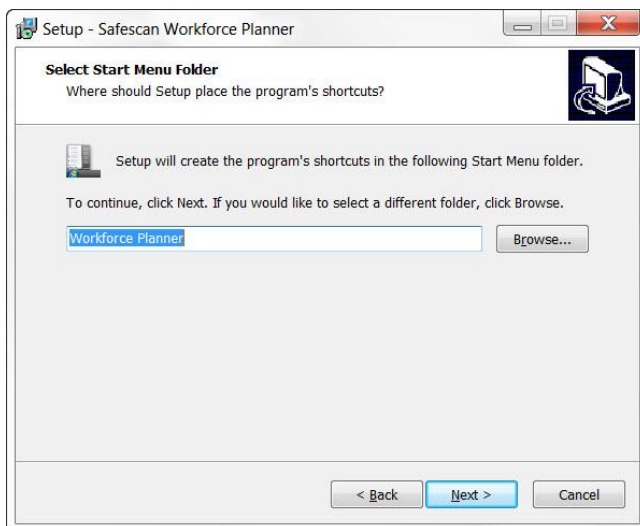 Setup - Safescan Workforce Planner
Select Start Menu Folder
Where should Setup place the program's shortcuts?
Setup will create the program's shortcuts in the following Start Menu folder.
To continue, click Next. If you would like to select a different folder, click Browse.
Workforce Planner
Browse...
< Back
Next >
Cancel